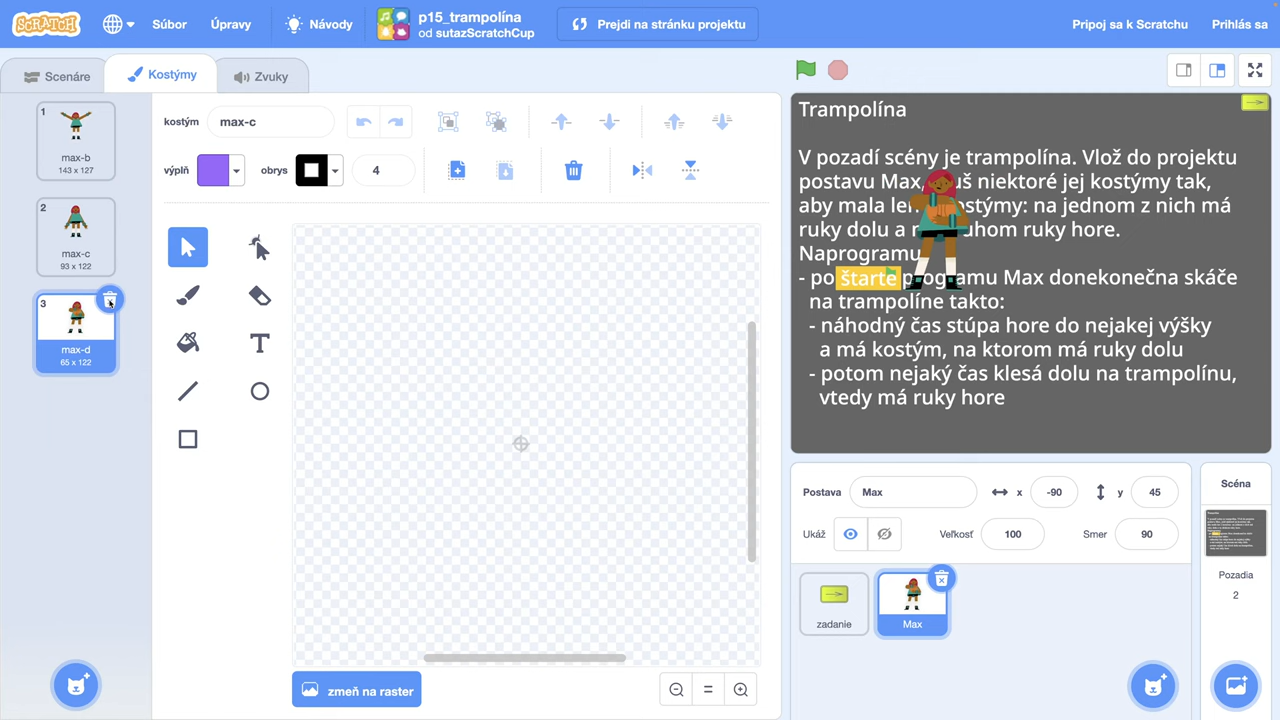 SCRATCH
Súbor
Úpravy
Návody
p15_trampolína
od sutazScratchCup
Prejdi na stránku projektu
Pripoj sa k Scratchu
Prihlás sa
Scenáre
Kostýmy
Zvuky
1
max-b
143 x 127
2
max-c
93 x 122
3
max-d
65 x 122
kostým
max-c
výplň
obrys
4
T
zmeň na raster
Trampolína
V pozadí scény je trampolína. Vlož do projektu
postavu Max, niektoré jej kostýmy tak,
aby mala kostýmy: na jednom z nich má
ruky dolu a ruky hore.
Naprogramu
- po štarte programu Max donekonečna skáče
na trampolíne takto:
- náhodný čas stúpa hore do nejakej výšky
a má kostým, na ktorom má ruky dolu
- potom nejaký čas klesá dolu na trampolínu,
vtedy má ruky hore
Postava
Max
x
-90
y
45
Ukáž
Veľkosť
100
Smer
90
zadanie
Max
Scéna
Pozadia
2